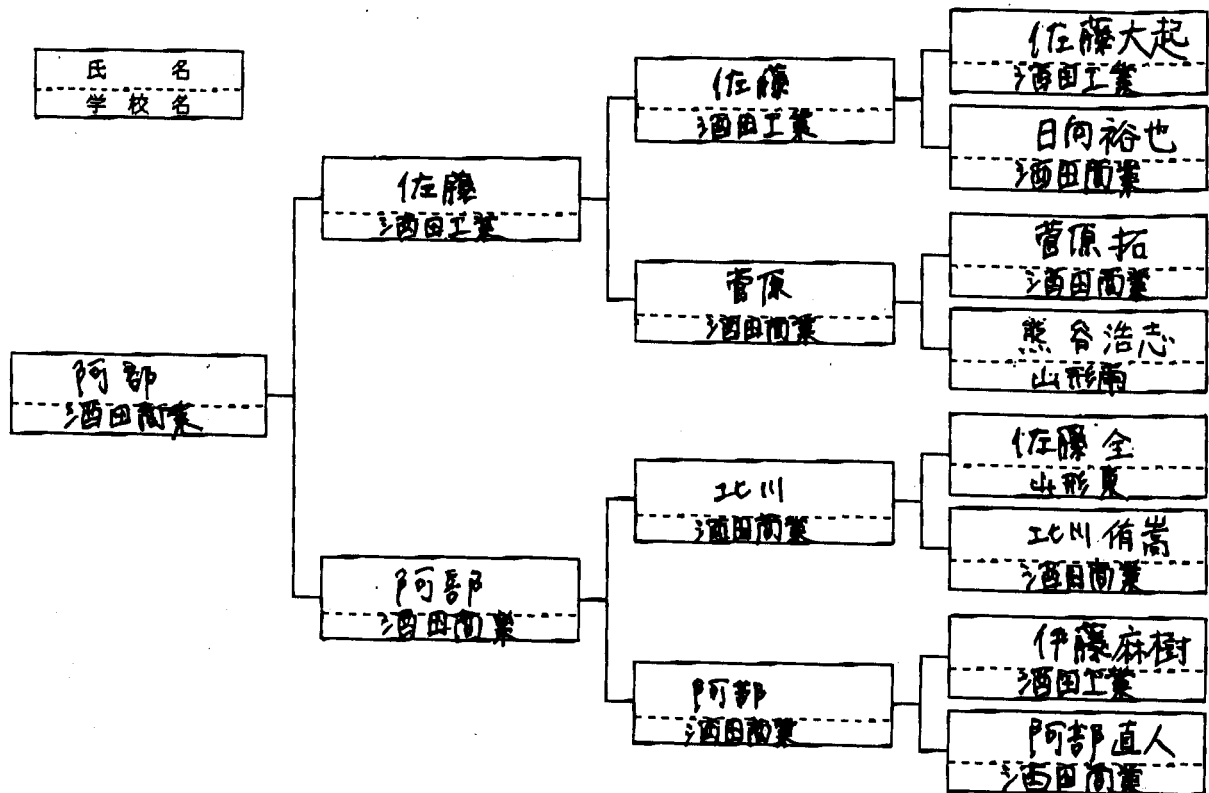 氏 名
学 校 名
阿部
酒田商業
佐藤
酒田工業
阿部
酒田商業
佐藤
酒田工業
菅原
酒田商業
北川
酒田商業
阿部
酒田商業
佐藤大起
酒田工業
日向裕也
酒田商業
菅原拓
酒田商業
熊谷浩志
山形南
佐藤全
山形東
北川侑嵩
酒田商業
伊藤麻樹
酒田工業
阿部直人
酒田商業